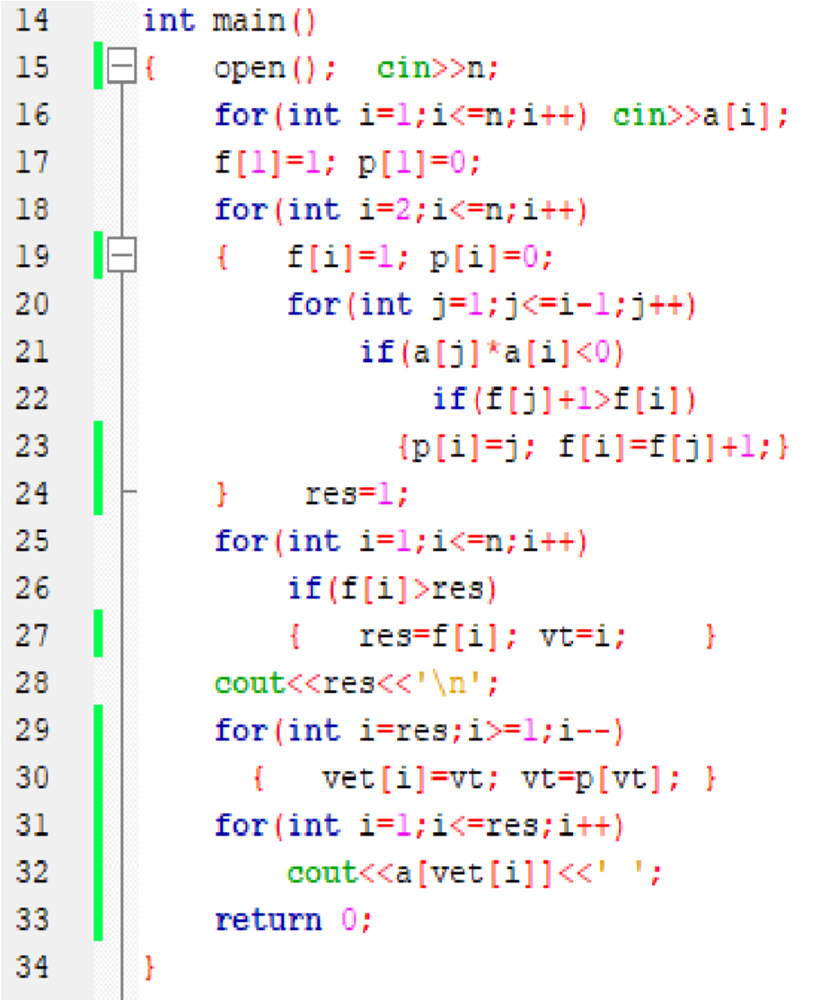 14 int main()
15 { open(); cin>>n;
16 for(int i=1;i<=n;i++) cin>>a[i];
17 f[1]=1; p[1]=0;
18 for(int i=2;i<=n;i++)
19 { f[i]=1; p[i]=0;
20 for(int j=1;j<=i-1;j++)
21 if(a[j]*a[i]<0)
22 if(f[j]+1>f[i])
23 {p[i]=j; f[i]=f[j]+1;}
24 } res=1;
25 for(int i=1;i<=n;i++)
26 if(f[i]>res)
27 { res=f[i]; vt=i; }
28 cout<<res<<'\n';
29 for(int i=res;i>=1;i--)
30 { vet[i]=vt; vt=p[vt]; }
31 for(int i=1;i<=res;i++)
32 cout<<a[vet[i]]<<' ';
33 return 0;
34 }